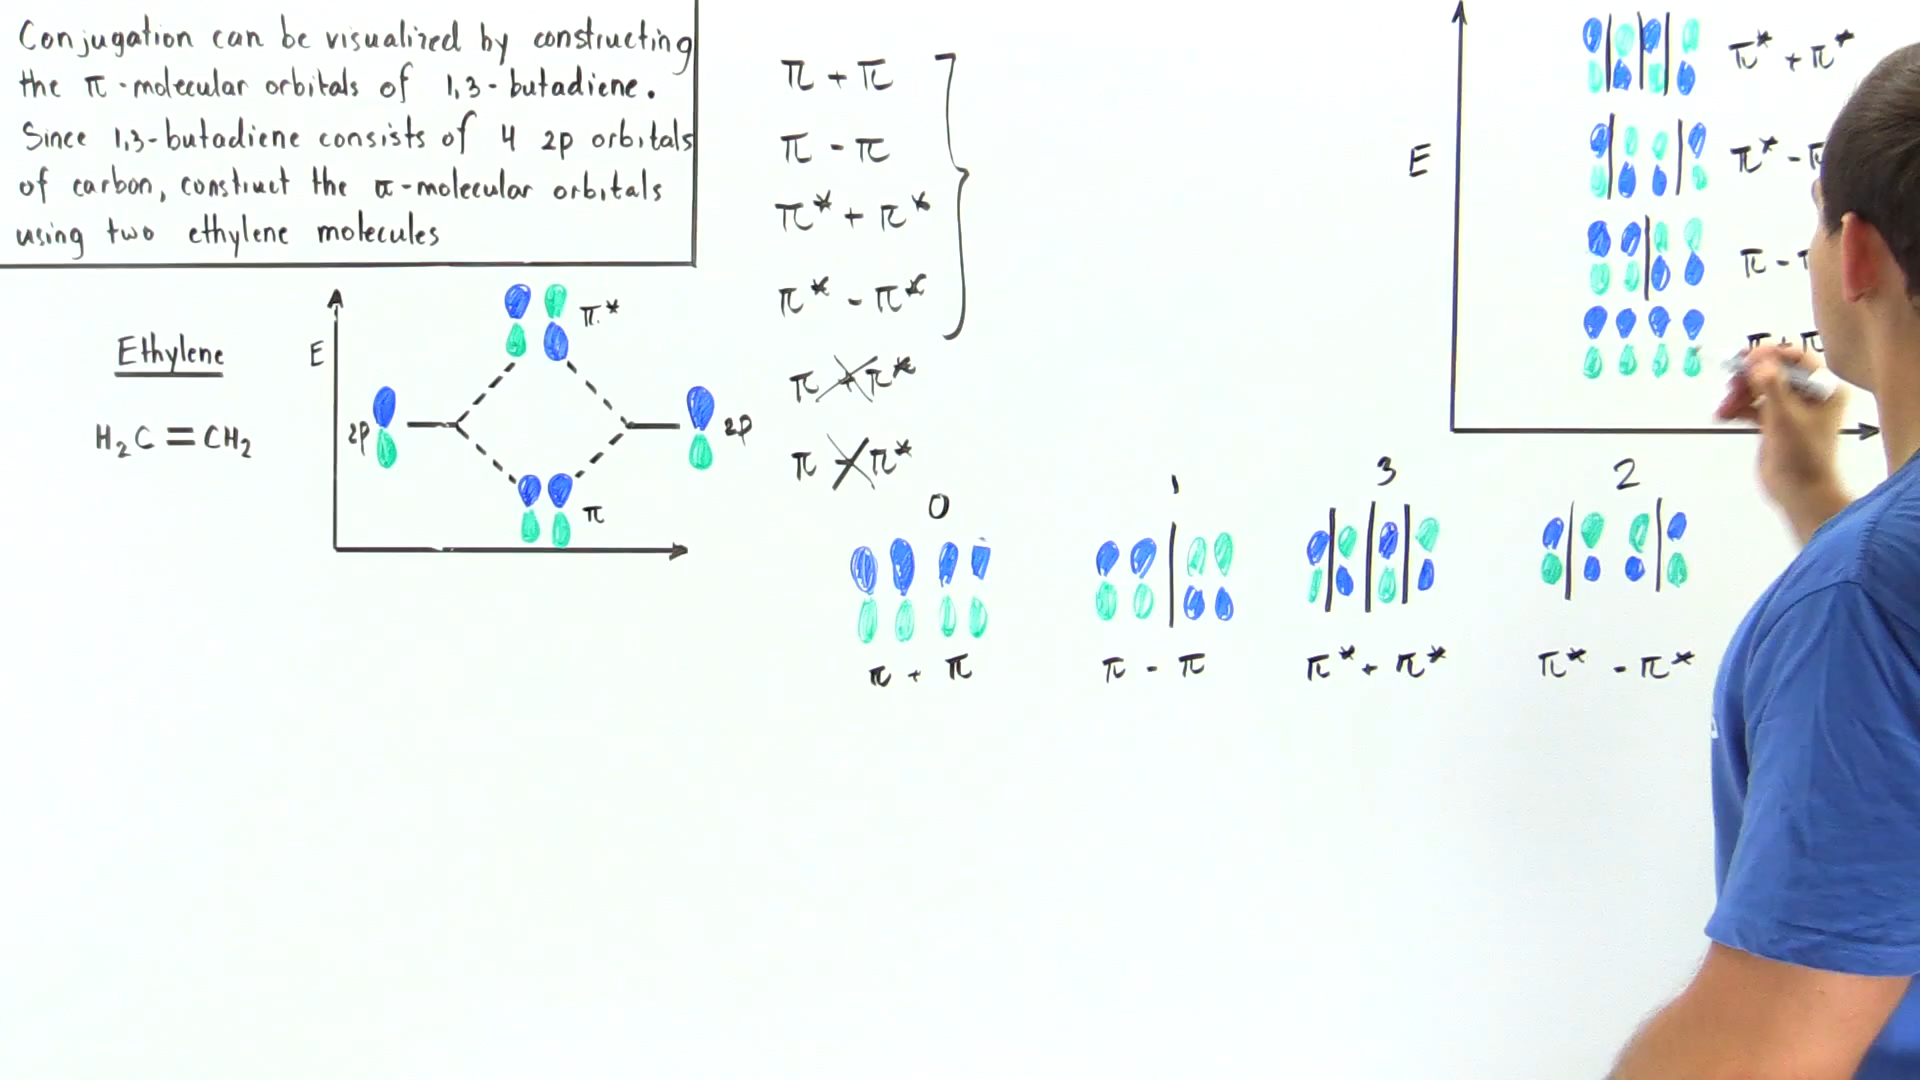 Conjugation can be visualized by constructing
the π-molecular orbitals of 1,3-butadiene.
Since 1,3-butadiene consists of 4 2p orbitals
of carbon, construct the π-molecular orbitals
using two ethylene molecules
Ethylene
H₂C=CH₂
E
π*
2p
2p
π
π + π
π - π
π* + π*
π* - π*
π + π*
π - π*
E
π* + π*
π* - π
π - π
π + π
0
1
3
2
π + π
π - π
π* + π*
π* - π*